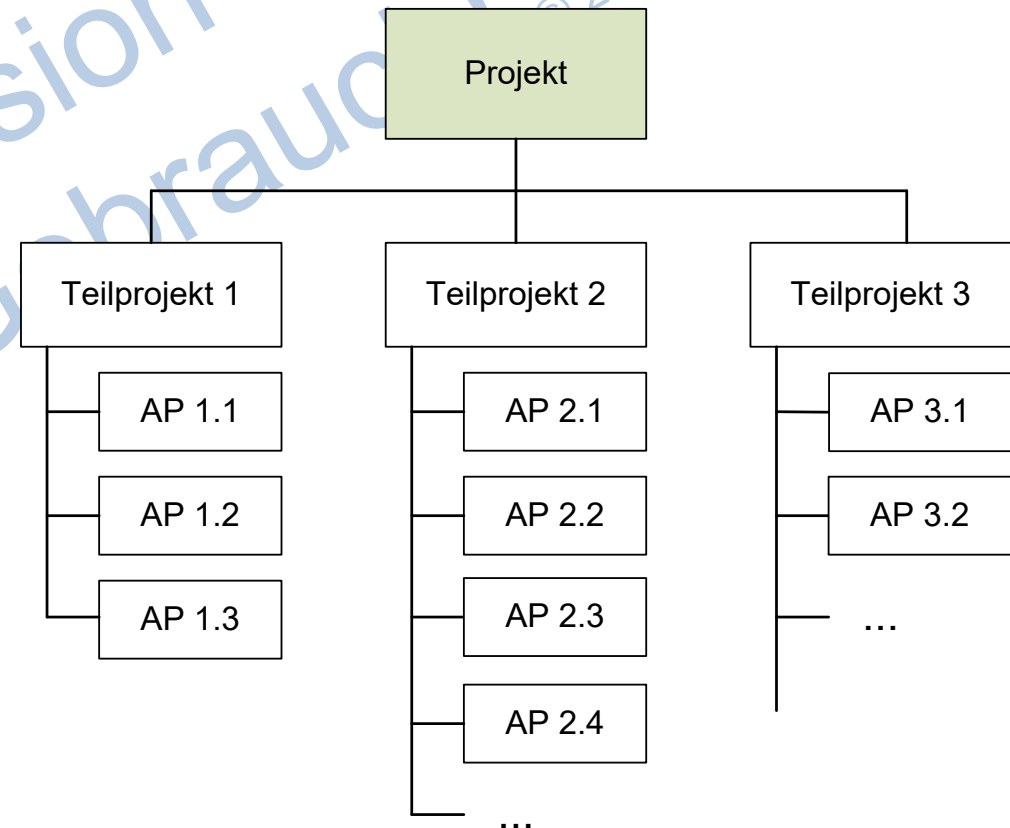 Projekt
Teilprojekt 1
Teilprojekt 2
Teilprojekt 3
AP 1.1
AP 2.1
AP 3.1
AP 1.2
AP 2.2
AP 3.2
AP 1.3
AP 2.3
...
AP 2.4
...